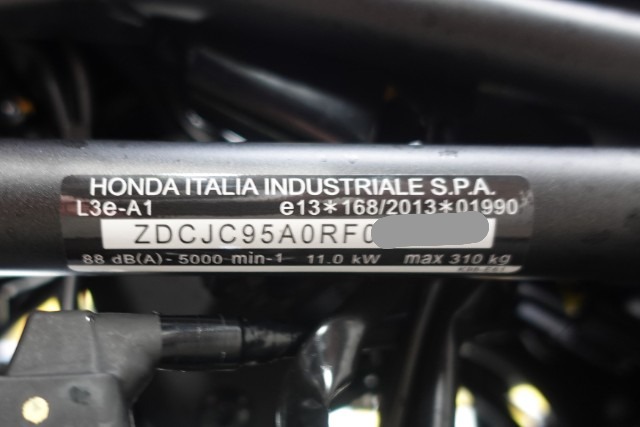 HONDA ITALIA INDUSTRIALE S.P.A.
L3e-A1 e13*168/2013*01990
ZDCJC95A0RF0
88 dB(A) - 5000 min-1 11.0 kW max 310 kg